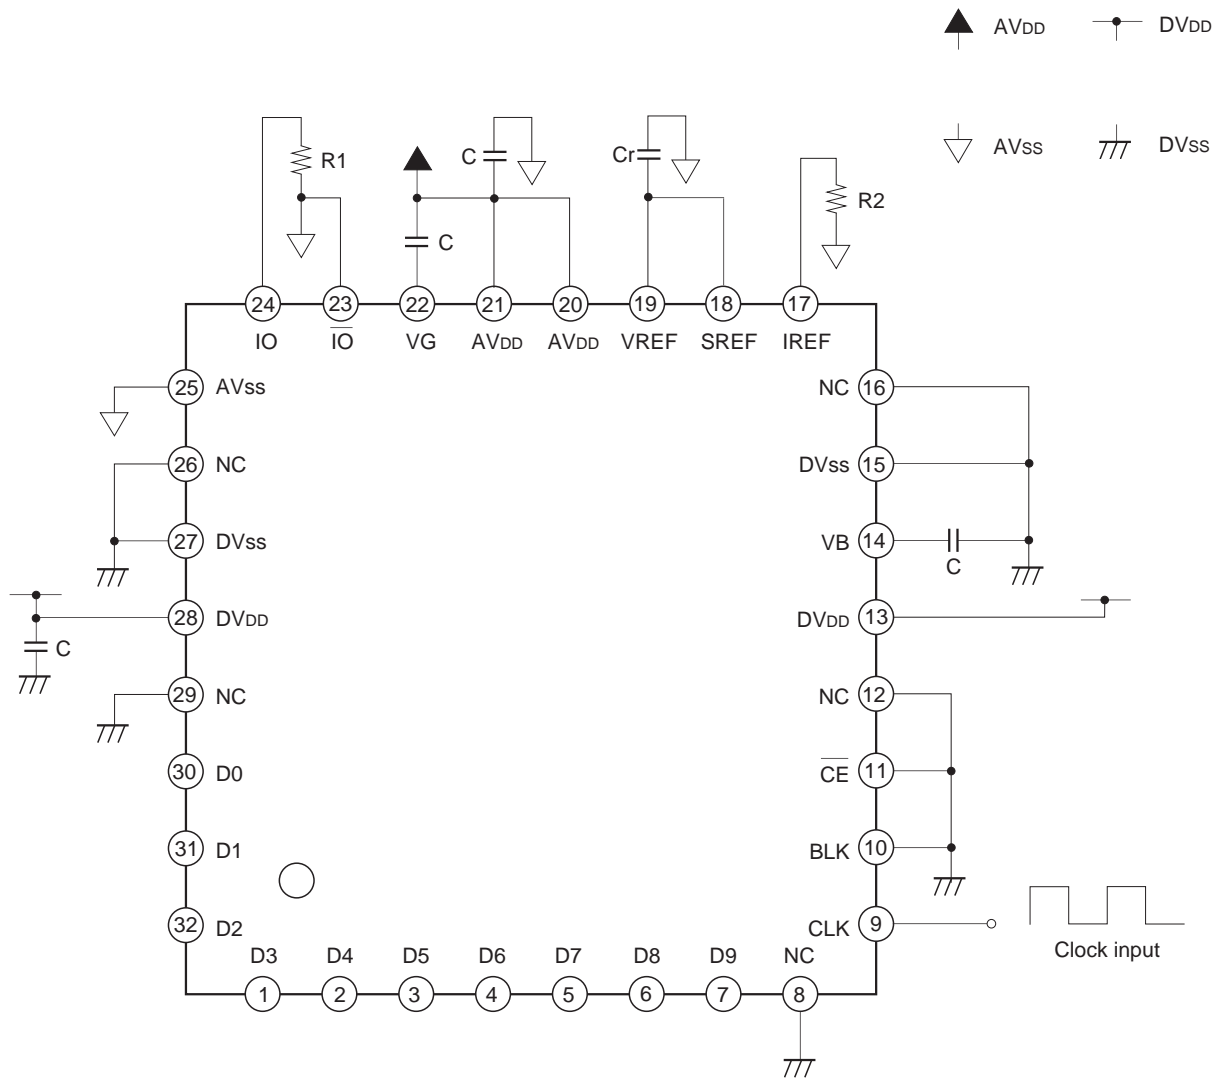 AVDD
DVDD
AVSS
DVSS
R1
C
C
Cr
R2
24 23 22 21 20 19 18 17
IO IO VG AVDD AVDD VREF SREF IREF
25 AVSS
26 NC
27 DVSS
28 DVDD
C
29 NC
30 D0
31 D1
32 D2
NC 16
DVSS 15
VB 14
C
DVDD 13
NC 12
CE 11
BLK 10
CLK 9
Clock input
D3 D4 D5 D6 D7 D8 D9 NC
1 2 3 4 5 6 7 8